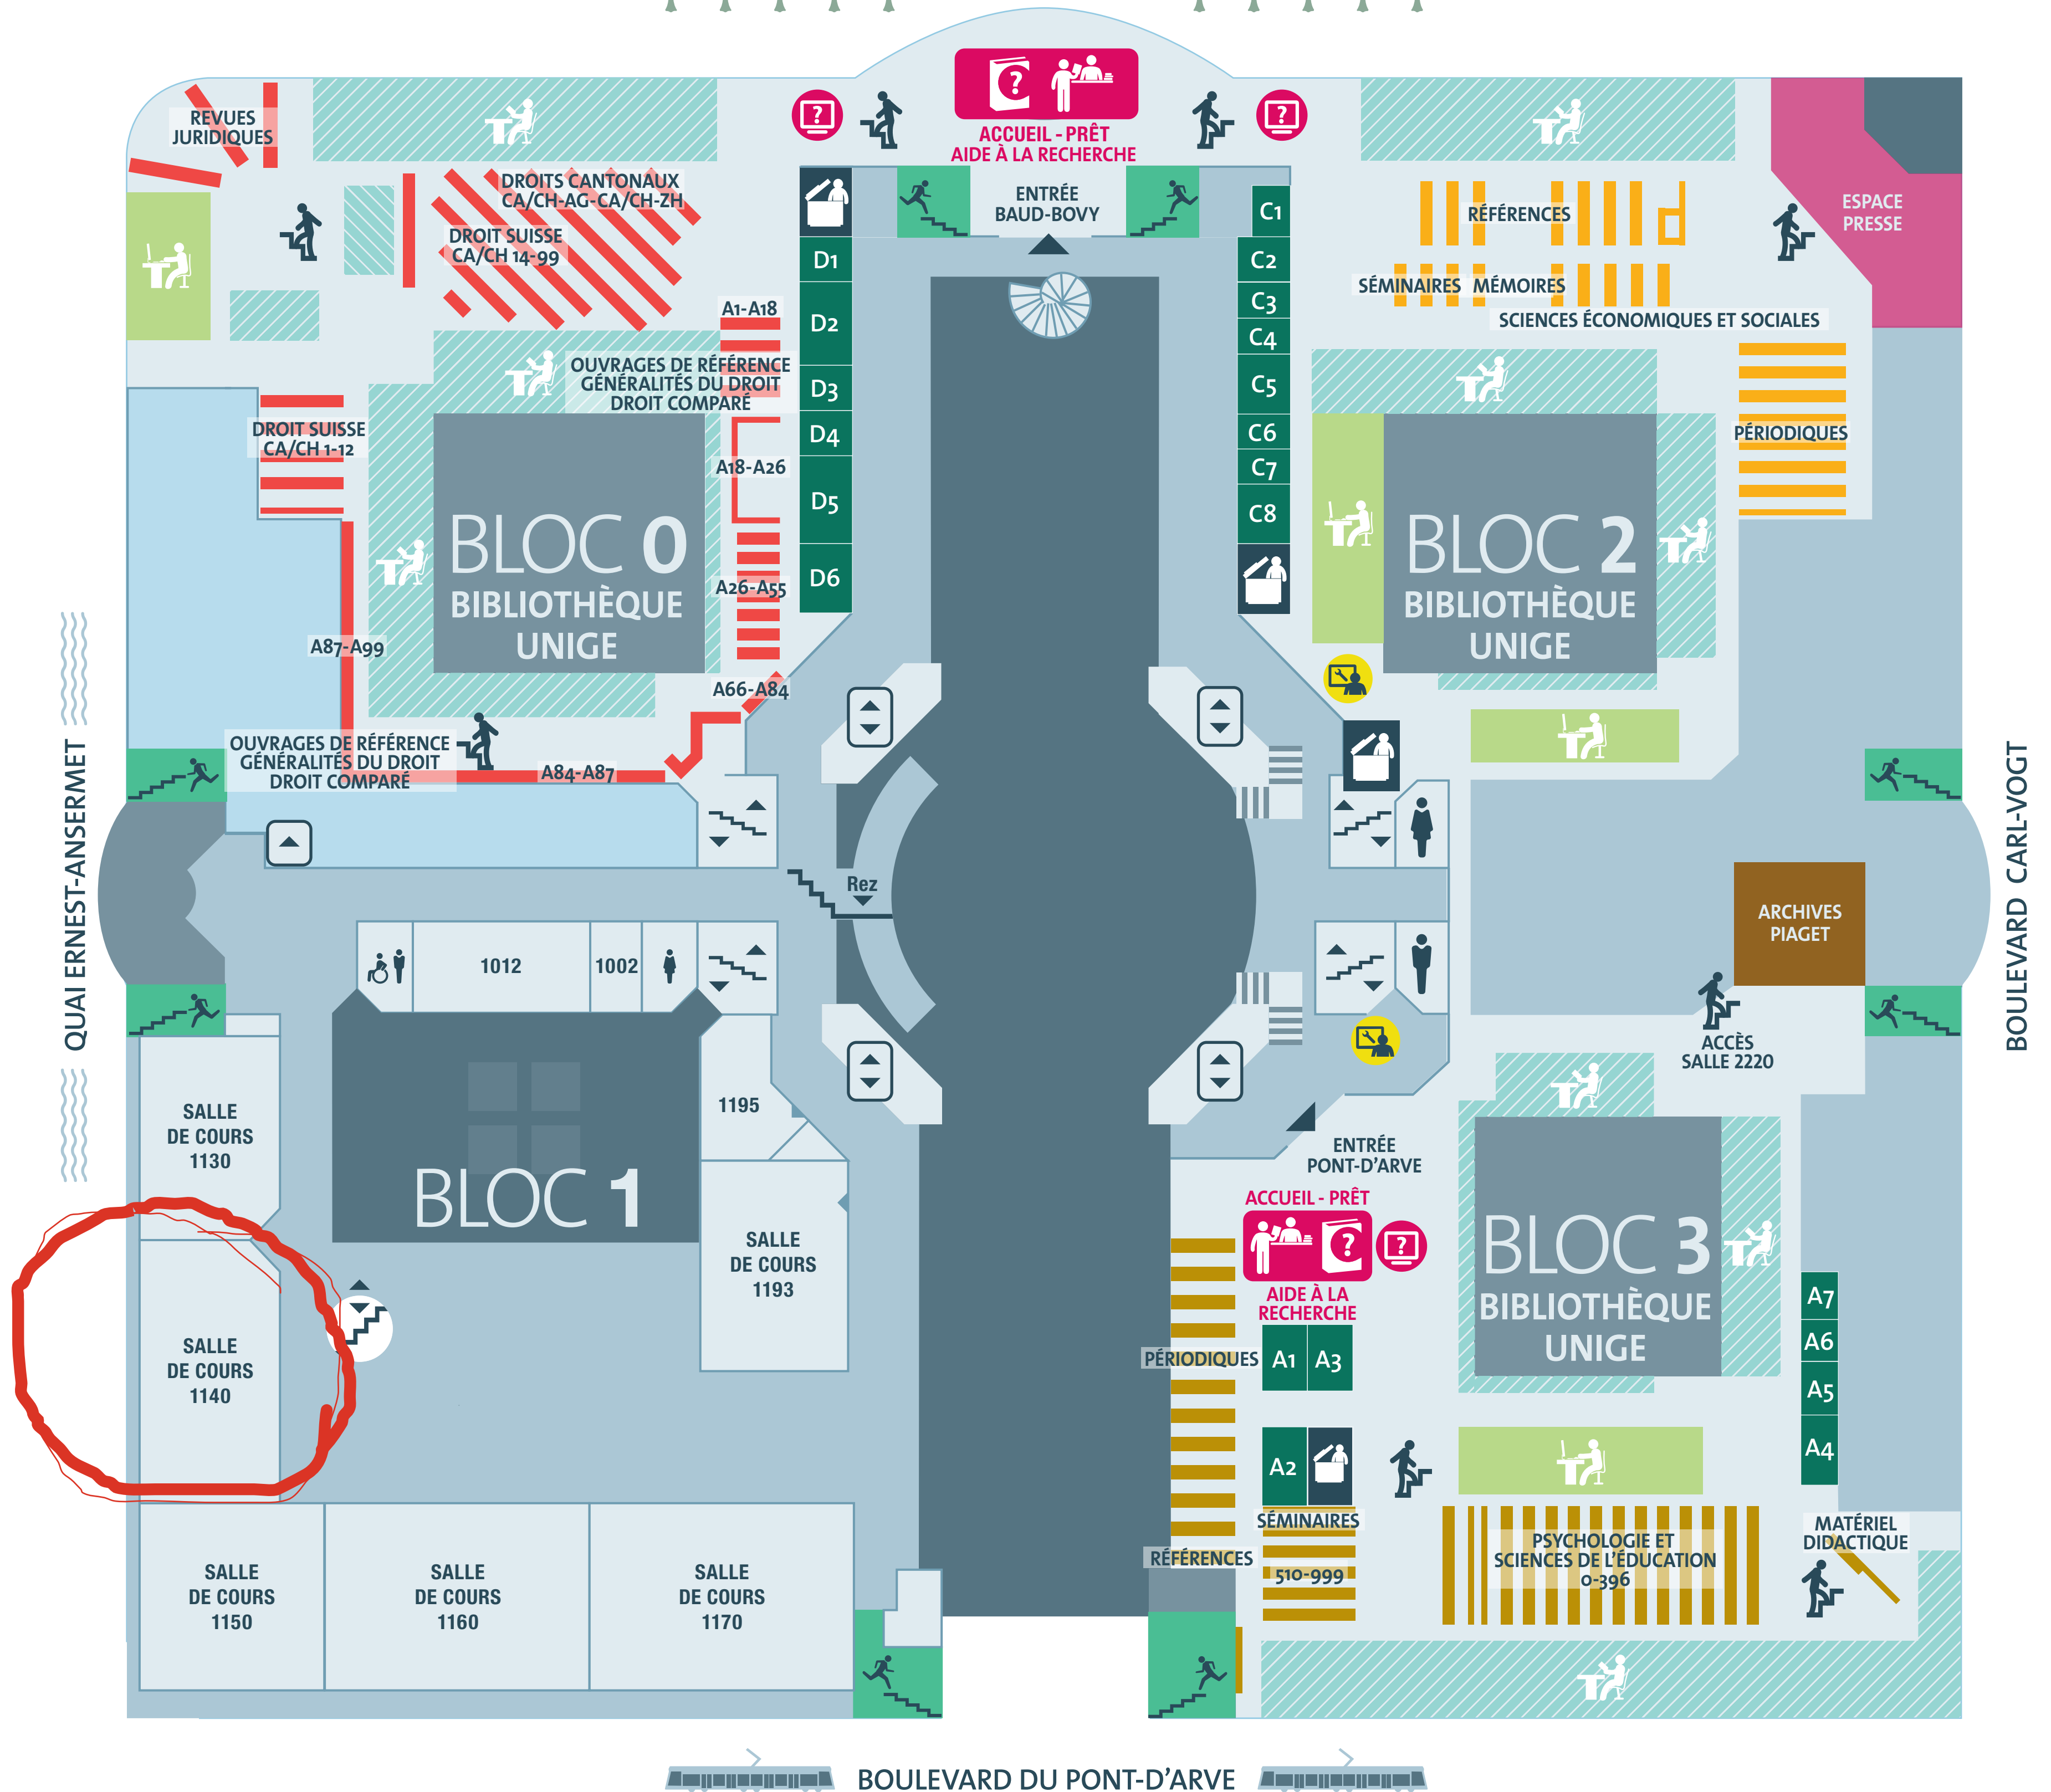 REVUES
JURIDIQUES
ACCUEIL - PRÊT
AIDE À LA RECHERCHE
ENTRÉE
BAUD-BOVY
DROITS CANTONAUX
CA/CH-AG-CA/CH-ZH
DROIT SUISSE
CA/CH 14-99
A1-A18
OUVRAGES DE RÉFÉRENCE
GÉNÉRALITÉS DU DROIT
DROIT COMPARÉ
DROIT SUISSE
CA/CH 1-12
A18-A26
A26-A55
A66-A84
A87-A99
A84-A87
OUVRAGES DE RÉFÉRENCE
GÉNÉRALITÉS DU DROIT
DROIT COMPARÉ
BLOC 0
BIBLIOTHÈQUE
UNIGE
D1
D2
D3
D4
D5
D6
C1
C2
C3
C4
C5
C6
C7
C8
RÉFÉRENCES
SÉMINAIRES MÉMOIRES
SCIENCES ÉCONOMIQUES ET SOCIALES
ESPACE
PRESSE
PÉRIODIQUES
BLOC 2
BIBLIOTHÈQUE
UNIGE
QUAI ERNEST-ANSERMET
BOULEVARD CARL-VOGT
Rez
ARCHIVES
PIAGET
ACCÈS
SALLE 2220
1012
1002
1195
BLOC 1
SALLE
DE COURS
1130
SALLE
DE COURS
1140
SALLE
DE COURS
1193
SALLE
DE COURS
1150
SALLE
DE COURS
1160
SALLE
DE COURS
1170
ENTRÉE
PONT-D'ARVE
ACCUEIL - PRÊT
AIDE À LA
RECHERCHE
PÉRIODIQUES
A1
A3
A2
SÉMINAIRES
RÉFÉRENCES
510-999
BLOC 3
BIBLIOTHÈQUE
UNIGE
A7
A6
A5
A4
PSYCHOLOGIE ET
SCIENCES DE L'ÉDUCATION
0-396
MATÉRIEL
DIDACTIQUE
BOULEVARD DU PONT-D'ARVE